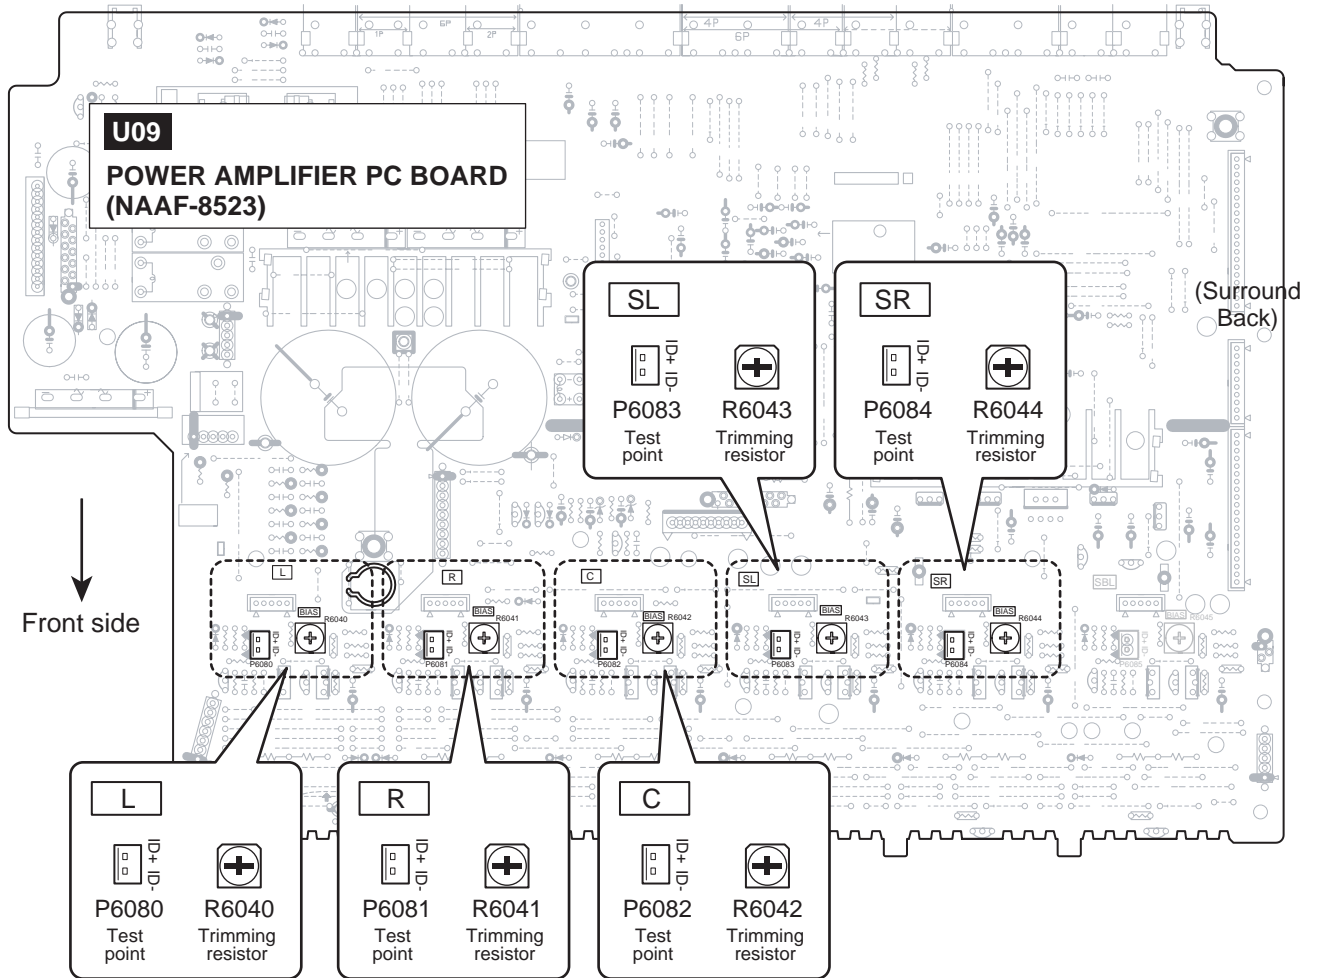 6P
1P
2P
4P
4P
6P
U09
POWER AMPLIFIER PC BOARD
(NAAF-8523)
SL
ID+ ID-
P6083
Test
point
R6043
Trimming
resistor
SR
ID+ ID-
P6084
Test
point
R6044
Trimming
resistor
(Surround
Back)
Front side
L
BIAS
R6040
P6080
R
BIAS
R6041
P6081
C
BIAS R6042
P6082
SL
BIAS
R6043
P6083
SR
BIAS
R6044
P6084
SBL
BIAS
R6045
P6085
L
ID+ ID-
P6080
Test
point
R6040
Trimming
resistor
R
ID+ ID-
P6081
Test
point
R6041
Trimming
resistor
C
ID+ ID-
P6082
Test
point
R6042
Trimming
resistor